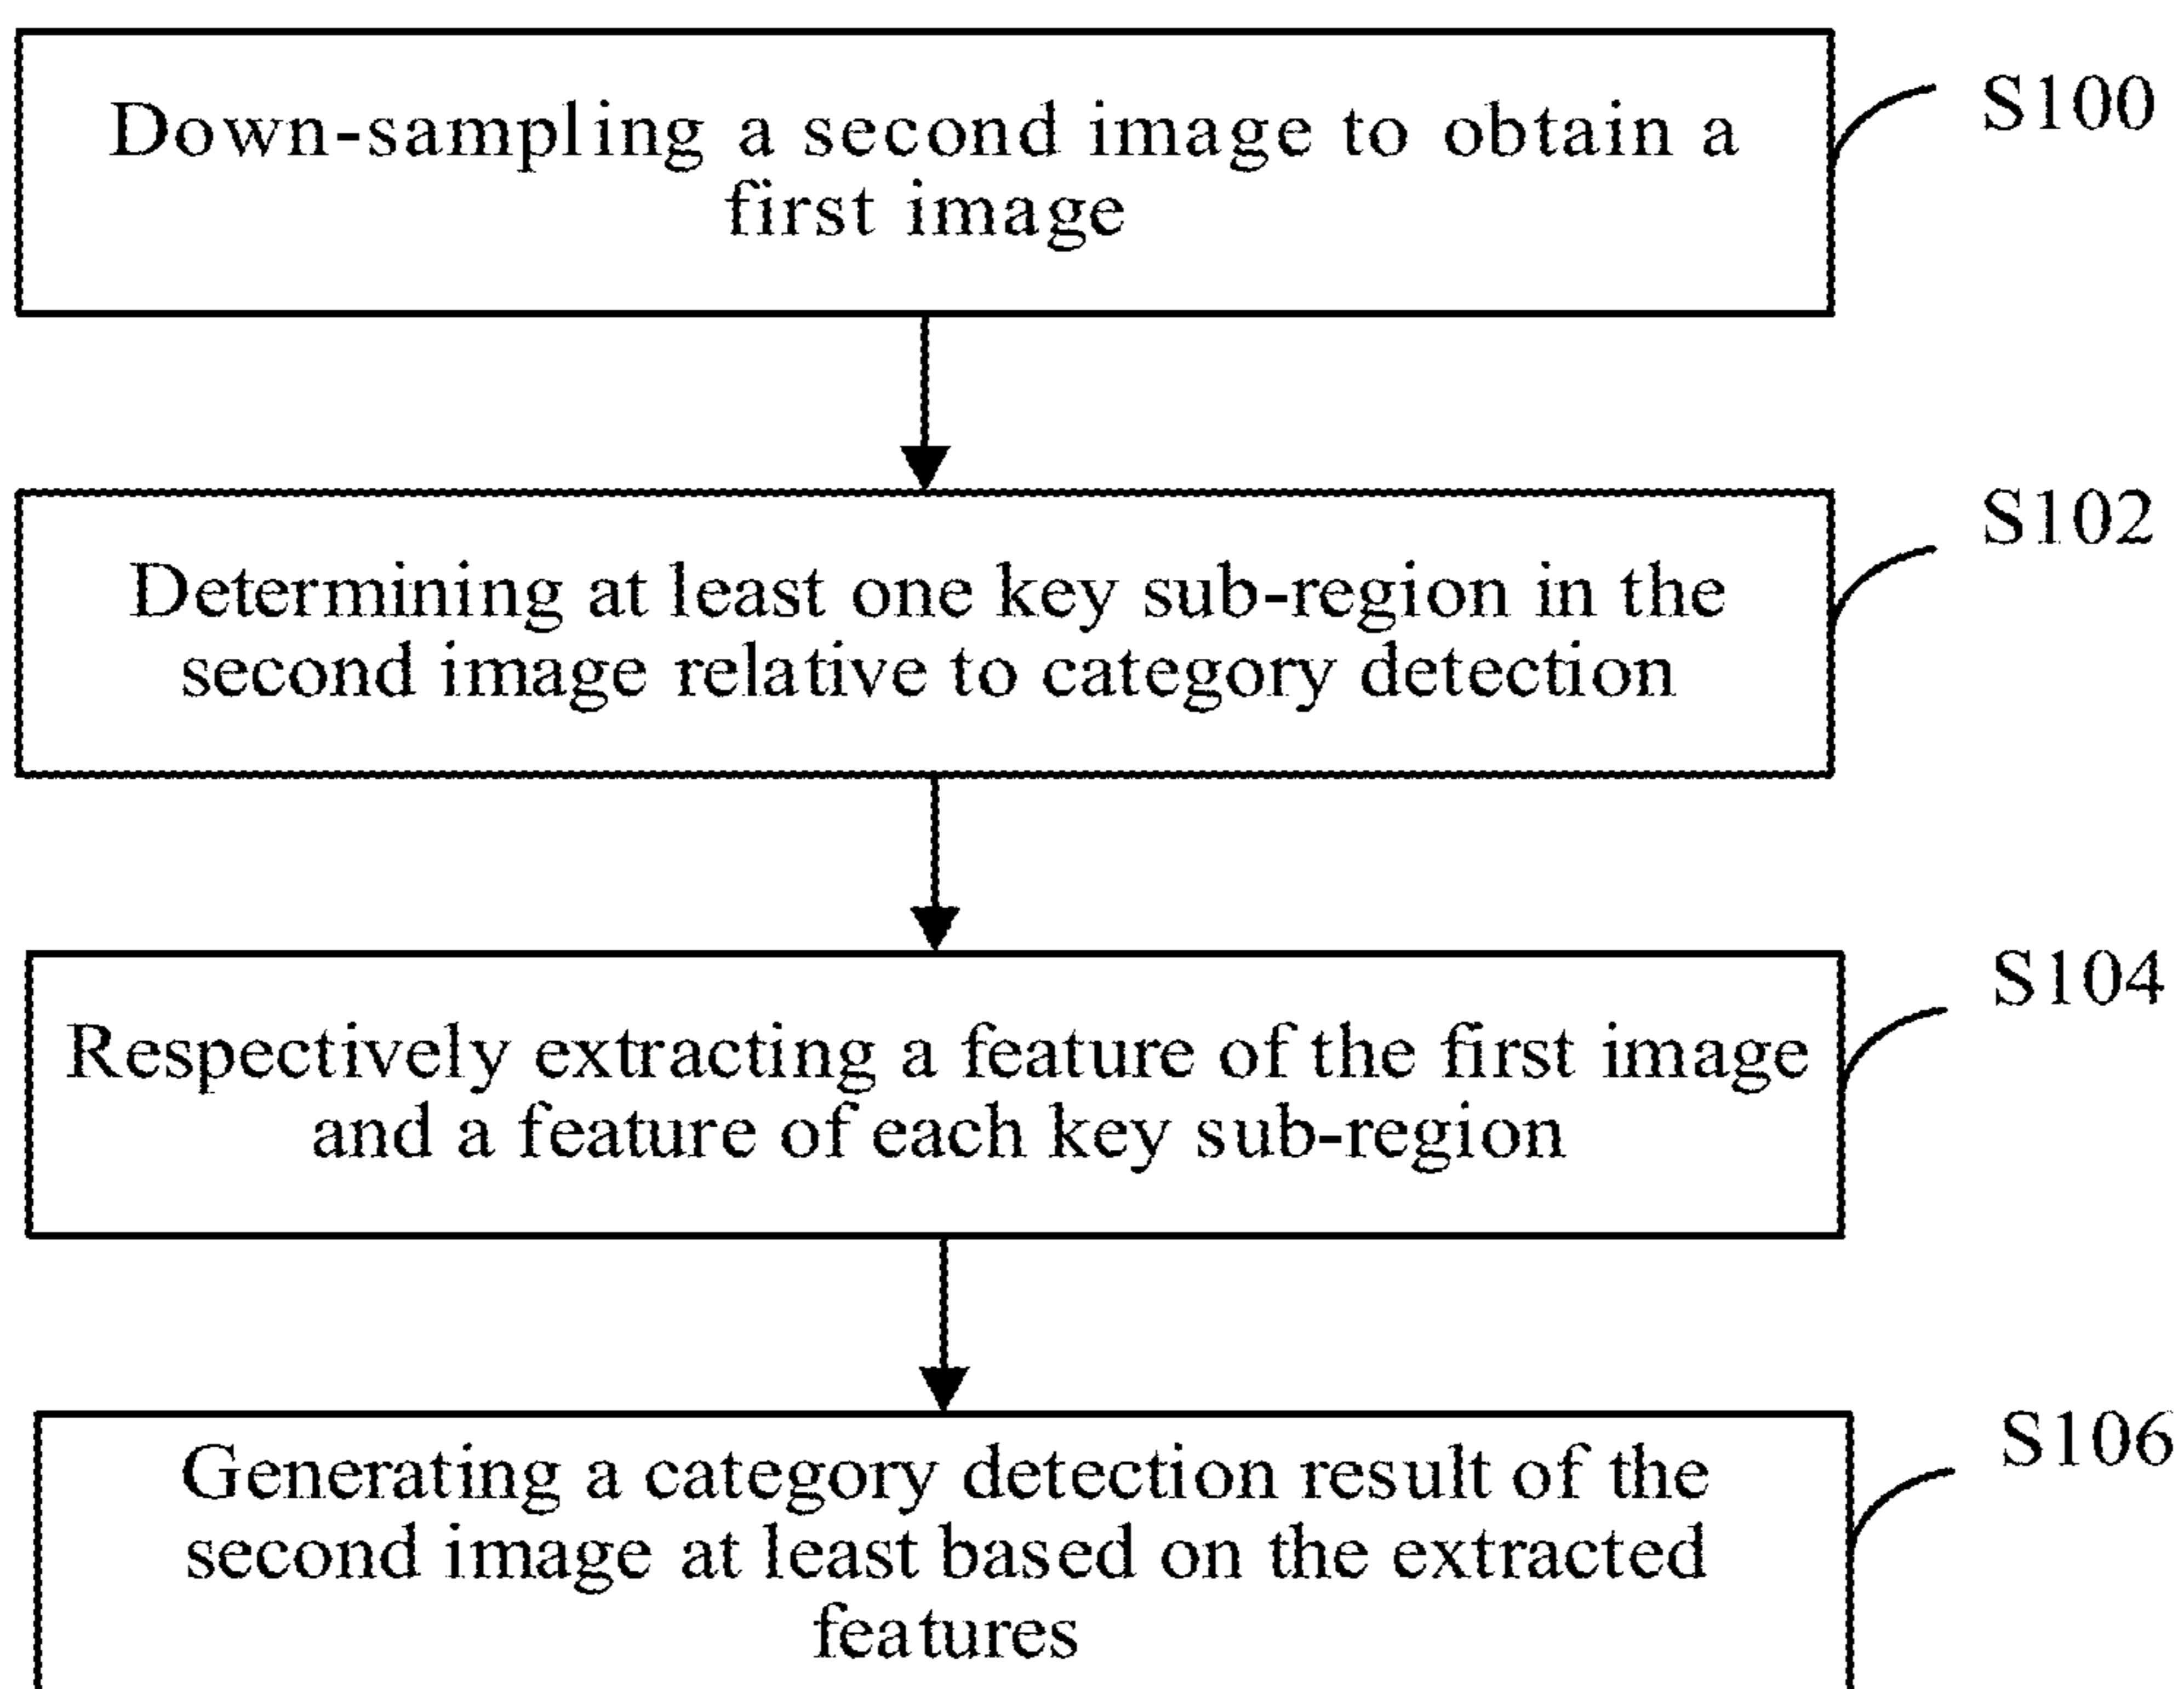 Down-sampling a second image to obtain a
first image
S100
Determining at least one key sub-region in the
second image relative to category detection
S102
Respectively extracting a feature of the first image
and a feature of each key sub-region
S104
Generating a category detection result of the
second image at least based on the extracted
features
S106